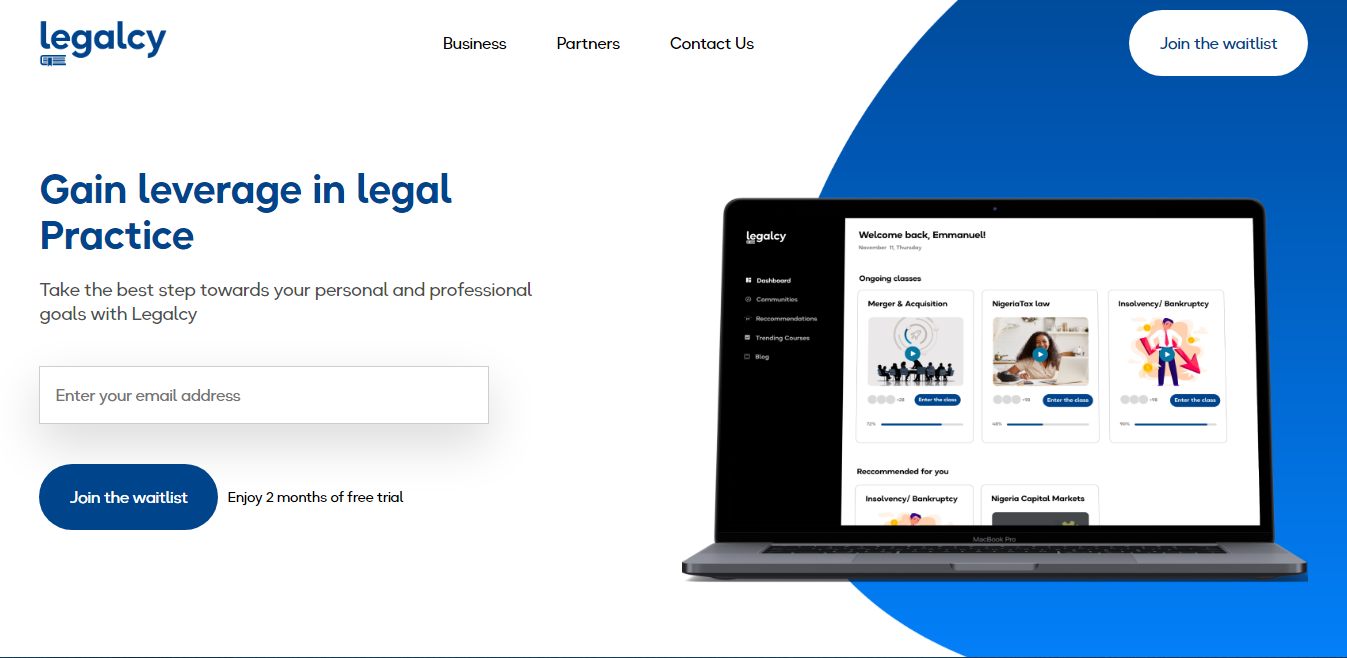 legalcy
Business
Partners
Contact Us
Join the waitlist
Gain leverage in legal
Practice
Take the best step towards your personal and professional
goals with Legalcy
Enter your email address
Join the waitlist
Enjoy 2 months of free trial
legalcy
Dashboard
Communities
Reccommendations
Trending Courses
Blog
Welcome back, Emmanuel!
November 11, Thursday
Ongoing classes
Merger & Acquisition
Enter the class
72%
NigeriaTax law
Enter the class
Insolvency/ Bankruptcy
Enter the class
90%
Reccommended for you
Insolvency/ Bankruptcy
Nigeria Capital Markets
MacBook Pro